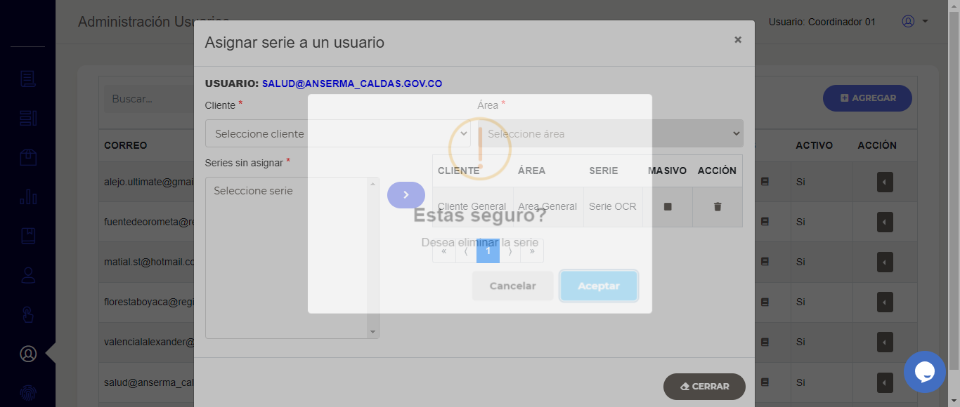 Administración Usuarios
Usuario: Coordinador 01
Asignar serie a un usuario
×
USUARIO: SALUD@ANSERMA_CALDAS.GOV.CO
Cliente *
Área *
Seleccione cliente
Seleccione área
Series sin asignar *
Seleccione serie
CLIENTE ÁREA SERIE MASIVO ACCIÓN
Cliente General Area General Serie OCR
« ⟨ 1 ⟩ »
!
Estas seguro?
Desea eliminar la serie
Cancelar Aceptar
CERRAR
Buscar...
AGREGAR
CORREO ACTIVO ACCIÓN
alejo.ultimate@gmai Si
fuentedeorometa@r Si
matial.st@hotmail.co Si
florestaboyaca@regi Si
valencialalexander@ Si
salud@anserma_cal Si